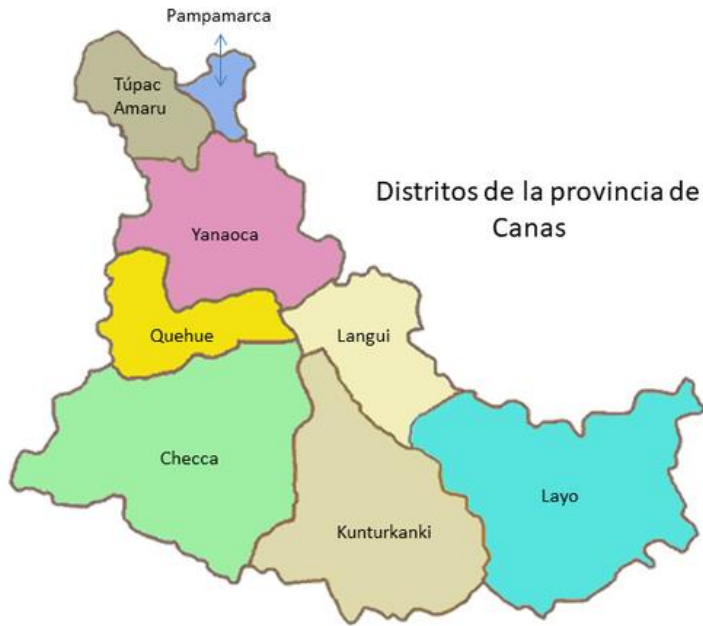 Pampamarca
Túpac
Amaru
Distritos de la provincia de
Canas
Yanaoca
Quehue
Langui
Checca
Layo
Kunturkanki